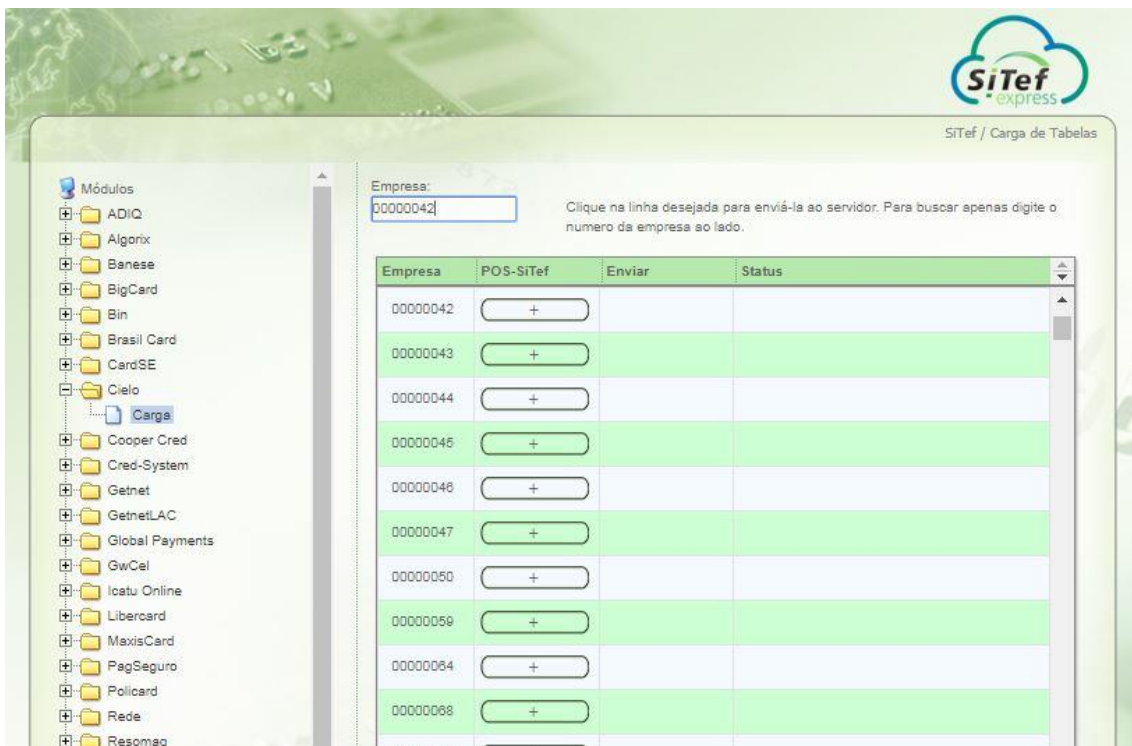 SiTef
express
SiTef / Carga de Tabelas
Módulos
ADIQ
Algorix
Banese
BigCard
Bin
Brasil Card
CardSE
Cielo
Carga
Cooper Cred
Cred-System
Getnet
GetnetLAC
Global Payments
GwCel
Icatu Online
Libercard
MaxisCard
PagSeguro
Policard
Rede
Resomaq
Empresa:
00000042
Clique na linha desejada para enviá-la ao servidor. Para buscar apenas digite o
numero da empresa ao lado.
Empresa POS-SiTef Enviar Status
00000042 +
00000043 +
00000044 +
00000045 +
00000046 +
00000047 +
00000050 +
00000059 +
00000064 +
00000068 +